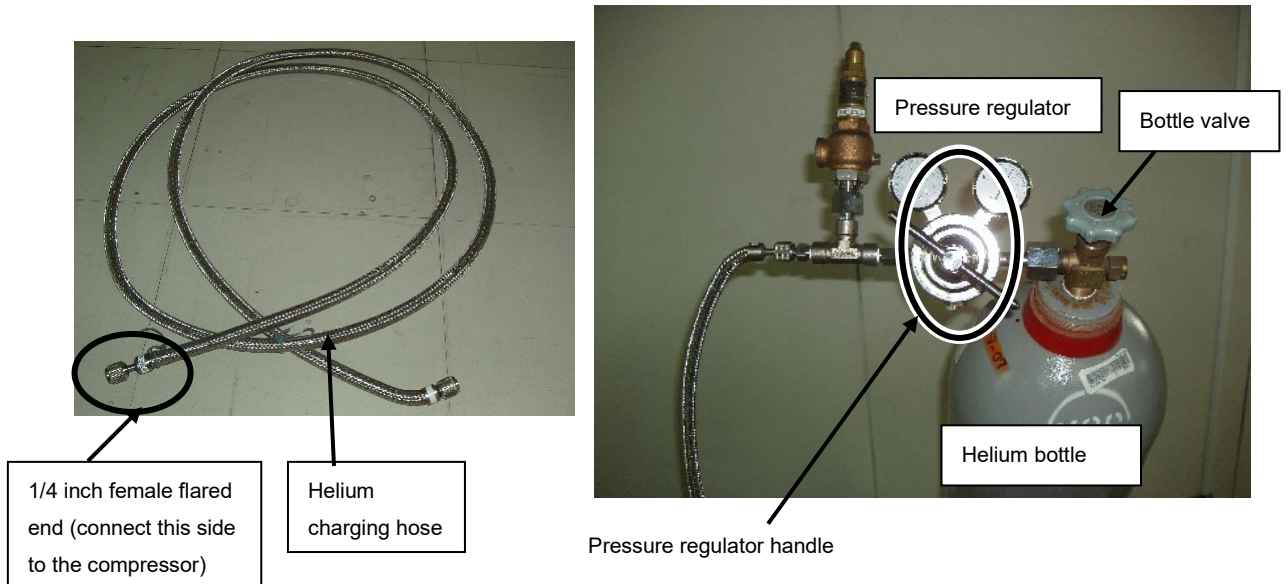 Pressure regulator
Bottle valve
Helium bottle
1/4 inch female flared
end (connect this side
to the compressor)
Helium
charging hose
Pressure regulator handle